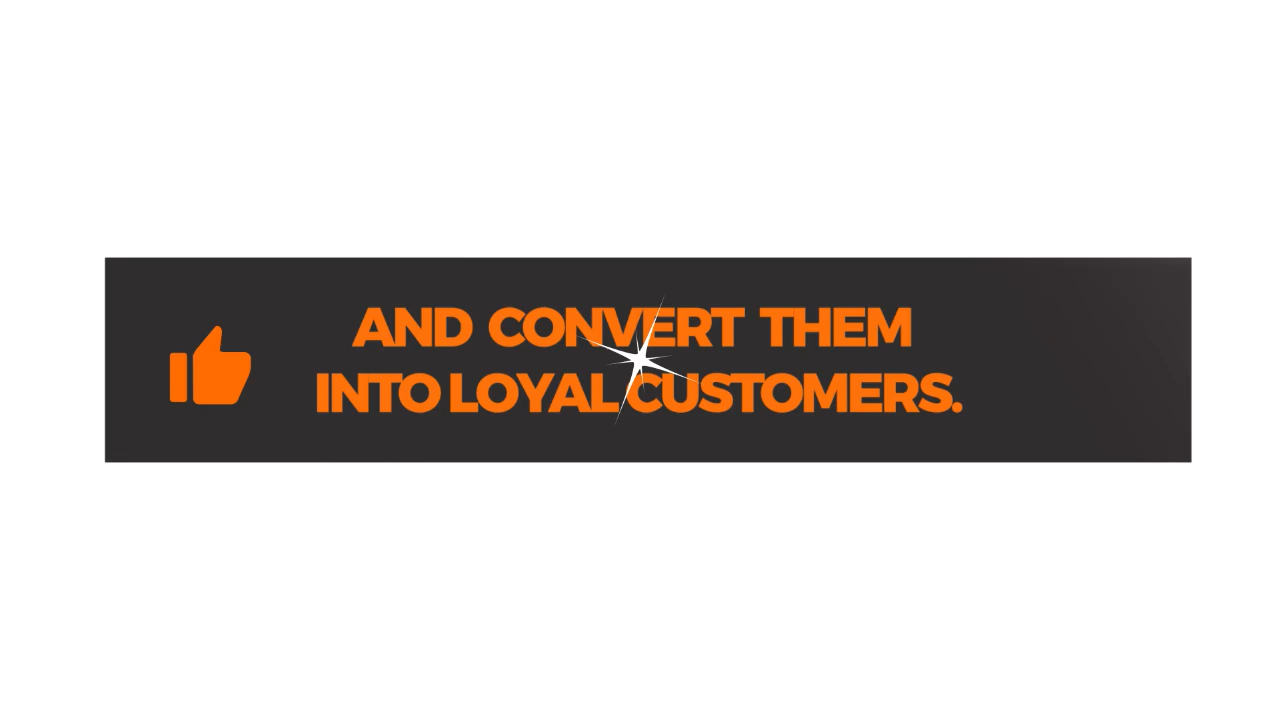 AND CONVERT THEM
INTO LOYAL CUSTOMERS.